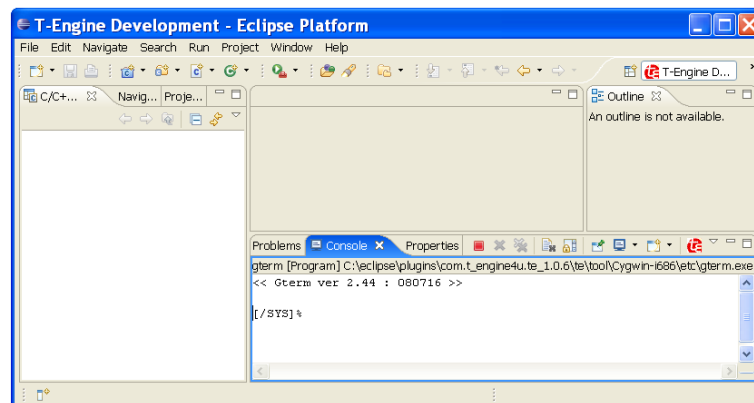 T-Engine Development - Eclipse Platform
File Edit Navigate Search Run Project Window Help
T-Engine D...
C/C+...
Navig... Proje...
Outline
An outline is not available.
Problems Console Properties
gterm [Program] C:\eclipse\plugins\com.t_engine4u.te_1.0.6\te\tool\Cygwin-i686\etc\gterm.exe
<< Gterm ver 2.44 : 080716 >>
[/SYS]%